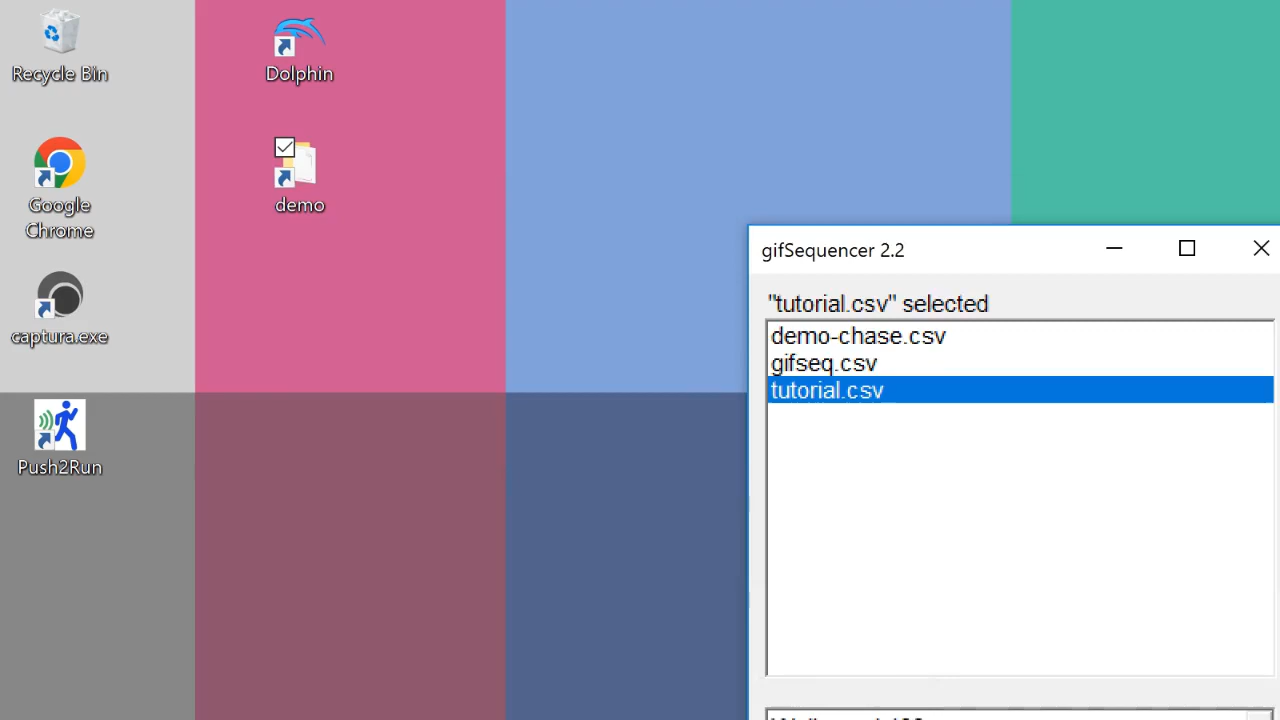 Recycle Bin
Dolphin
Google
Chrome
demo
captura.exe
Push2Run
gifSequencer 2.2
"tutorial.csv" selected
demo-chase.csv
gifseq.csv
tutorial.csv